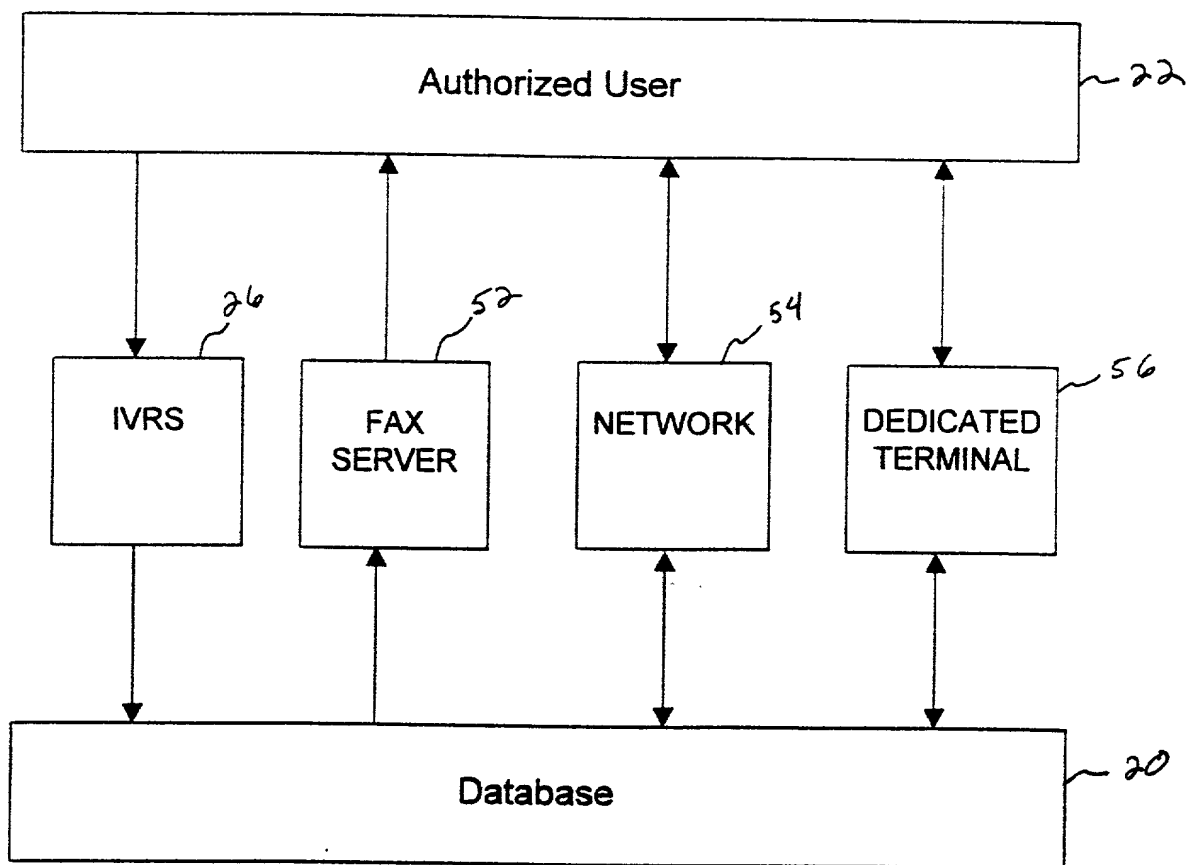 Authorized User
22
26
52
54
56
IVRS
FAX
SERVER
NETWORK
DEDICATED
TERMINAL
Database
20